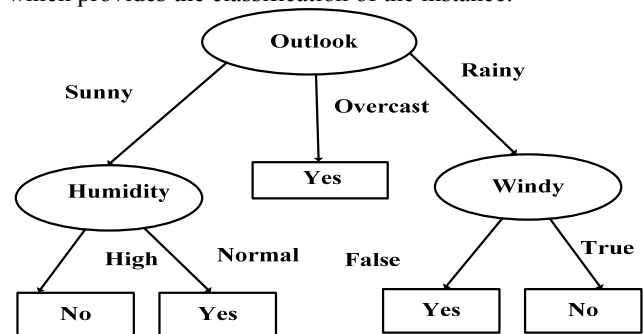 which provides the classification of the instance.
Outlook
Sunny
Overcast
Rainy
Humidity
Yes
Windy
High
Normal
False
True
No
Yes
Yes
No